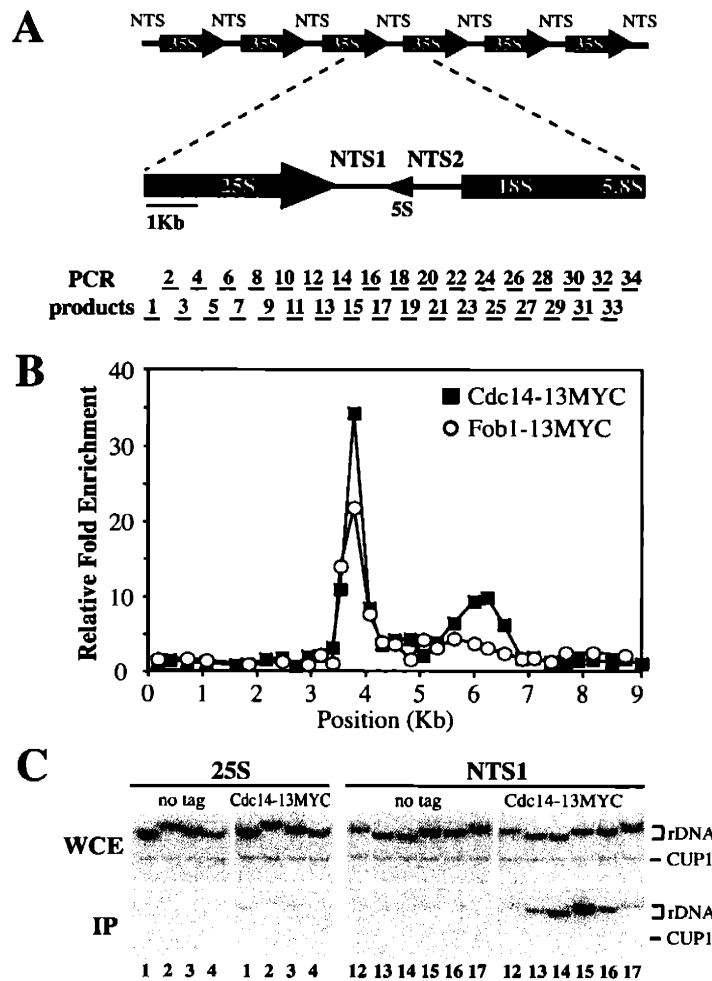 A
NTS NTS NTS NTS NTS NTS NTS
35S 35S 35S 35S 35S 35S
NTS1 NTS2
25S 18S 5.8S
5S
1Kb
PCR 2 4 6 8 10 12 14 16 18 20 22 24 26 28 30 32 34
products 1 3 5 7 9 11 13 15 17 19 21 23 25 27 29 31 33
B
40
30
20
10
0
Relative Fold Enrichment
Cdc14-13MYC
Fob1-13MYC
0 1 2 3 4 5 6 7 8 9
Position (Kb)
C
25S NTS1
no tag Cdc14-13MYC no tag Cdc14-13MYC
WCE
rDNA
CUP1
IP
rDNA
CUP1
1 2 3 4 1 2 3 4 12 13 14 15 16 17 12 13 14 15 16 17